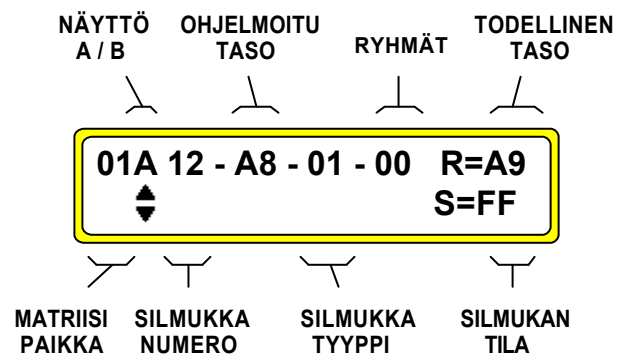 NÄYTTÖ
A / B
OHJELMOITU
TASO
RYHMÄT
TODELLINEN
TASO
01A 12 - A8 - 01 - 00 R=A9
S=FF
MATRIISI
PAIKKA
SILMUKKA
NUMERO
SILMUKKA
TYYPPI
SILMUKAN
TILA